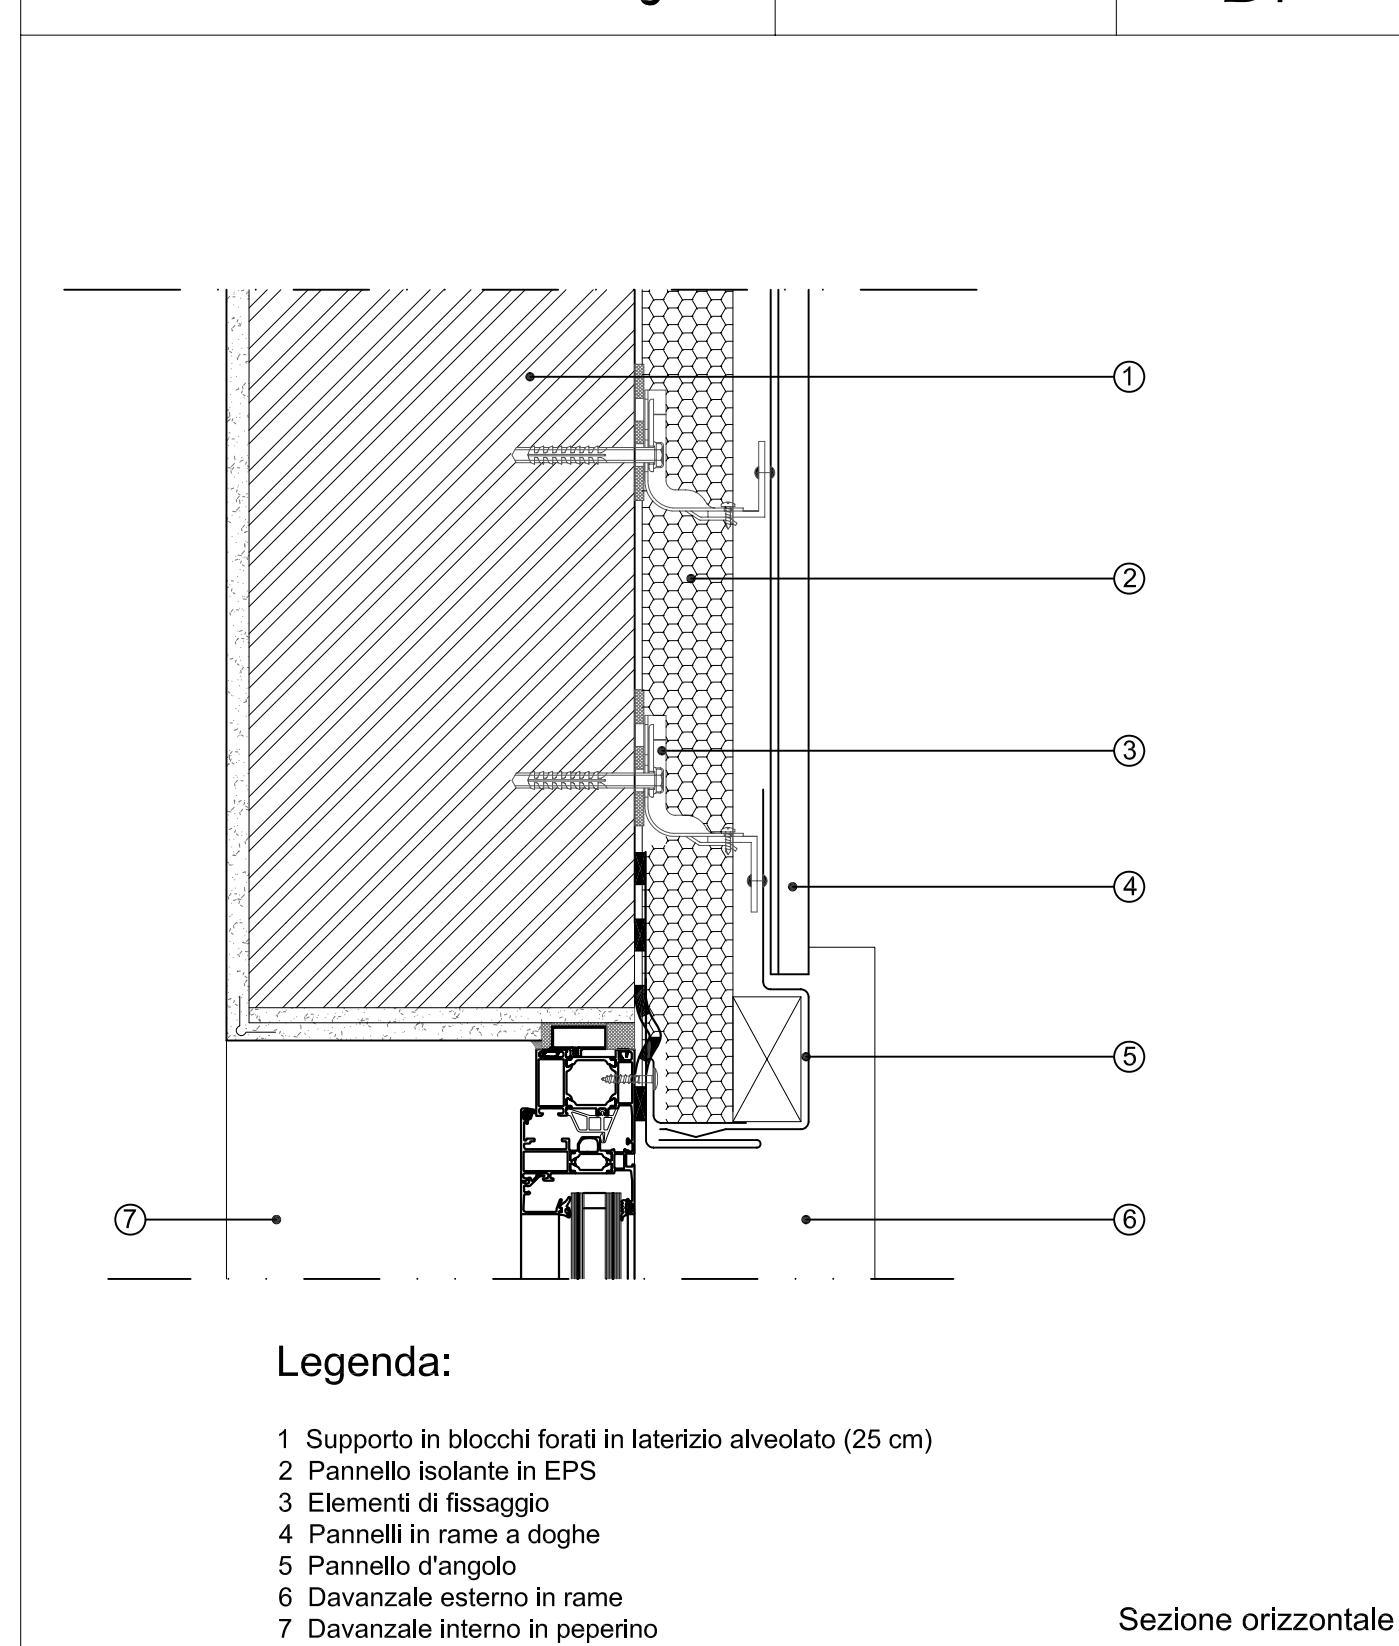 1
2
3
4
5
7
6
Legenda:
1 Supporto in blocchi forati in laterizio alveolato (25 cm)
2 Pannello isolante in EPS
3 Elementi di fissaggio
4 Pannelli in rame a doghe
5 Pannello d'angolo
6 Davanzale esterno in rame
7 Davanzale interno in peperino
Sezione orizzontale